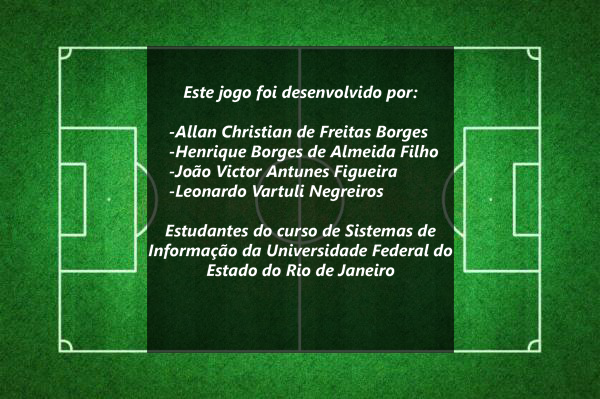 Este jogo foi desenvolvido por:
-Allan Christian de Freitas Borges
-Henrique Borges de Almeida Filho
-João Victor Antunes Figueira
-Leonardo Vartuli Negreiros
Estudantes do curso de Sistemas de
Informação da Universidade Federal do
Estado do Rio de Janeiro